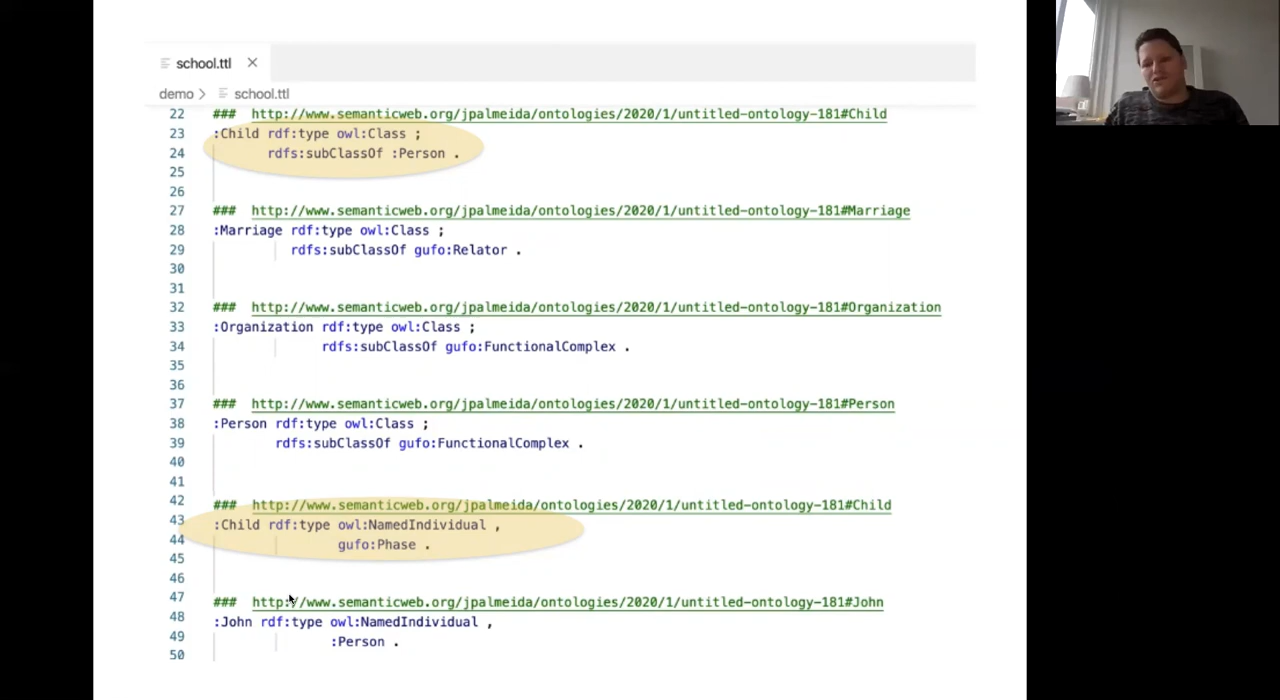 school.ttl ×
demo > school.ttl
22 ### http://www.semanticweb.org/jpalmeida/ontologies/2020/1/untitled-ontology-181#Child
23 :Child rdf:type owl:Class ;
24 rdfs:subClassOf :Person .
25
26
27 ### http://www.semanticweb.org/jpalmeida/ontologies/2020/1/untitled-ontology-181#Marriage
28 :Marriage rdf:type owl:Class ;
29 rdfs:subClassOf gufo:Relator .
30
31
32 ### http://www.semanticweb.org/jpalmeida/ontologies/2020/1/untitled-ontology-181#Organization
33 :Organization rdf:type owl:Class ;
34 rdfs:subClassOf gufo:FunctionalComplex .
35
36
37 ### http://www.semanticweb.org/jpalmeida/ontologies/2020/1/untitled-ontology-181#Person
38 :Person rdf:type owl:Class ;
39 rdfs:subClassOf gufo:FunctionalComplex .
40
41
42 ### http://www.semanticweb.org/jpalmeida/ontologies/2020/1/untitled-ontology-181#Child
43 :Child rdf:type owl:NamedIndividual ,
44 gufo:Phase .
45
46
47 ### http://www.semanticweb.org/jpalmeida/ontologies/2020/1/untitled-ontology-181#John
48 :John rdf:type owl:NamedIndividual ,
49 :Person .
50